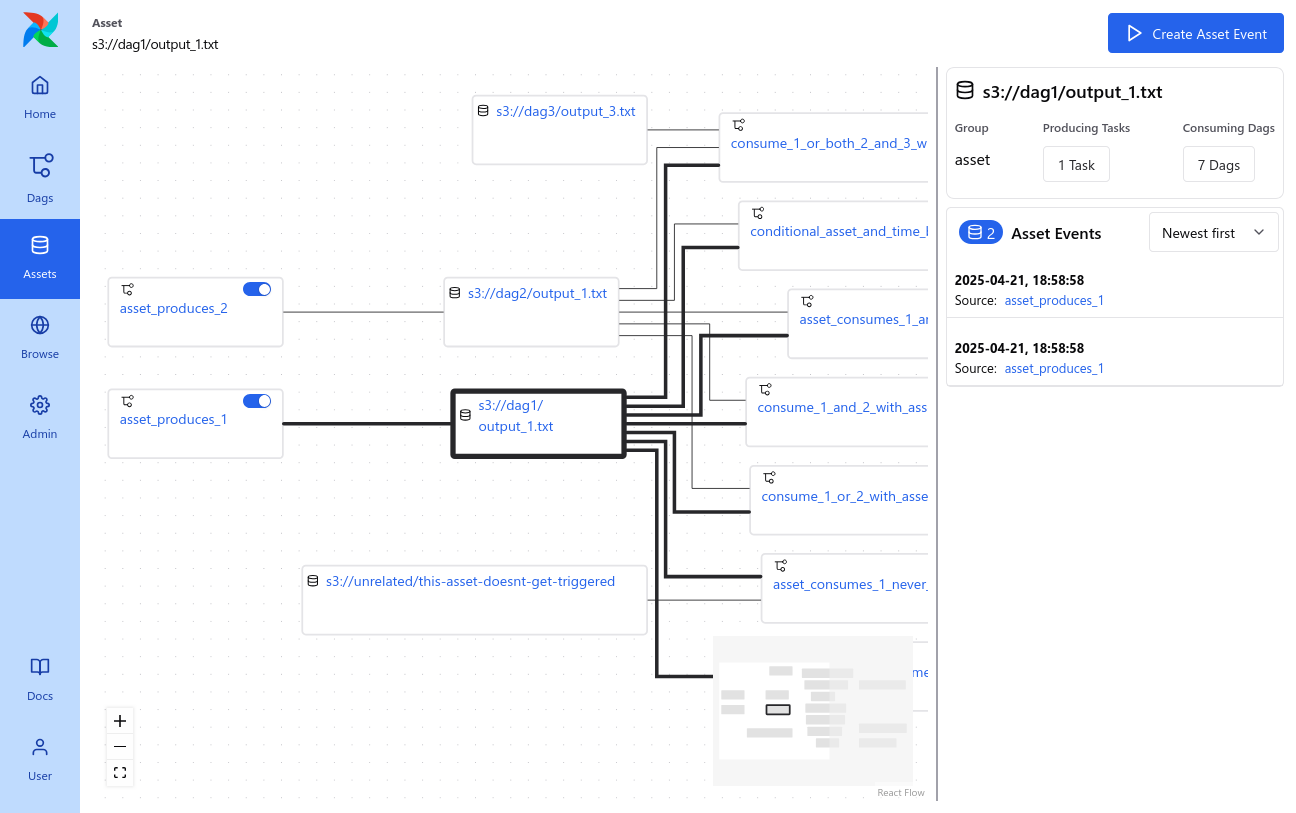 Asset
s3://dag1/output_1.txt
Create Asset Event
Home
Dags
Assets
Browse
Admin
Docs
User
s3://dag3/output_3.txt
consume_1_or_both_2_and_3_w
conditional_asset_and_time_
asset_produces_2
s3://dag2/output_1.txt
asset_consumes_1_a
asset_produces_1
s3://dag1/
output_1.txt
consume_1_and_2_with_ass
consume_1_or_2_with_asse
s3://unrelated/this-asset-doesnt-get-triggered
asset_consumes_1_never_
me
React Flow
s3://dag1/output_1.txt
Group
Producing Tasks
Consuming Dags
asset
1 Task
7 Dags
2
Asset Events
Newest first
2025-04-21, 18:58:58
Source: asset_produces_1
2025-04-21, 18:58:58
Source: asset_produces_1